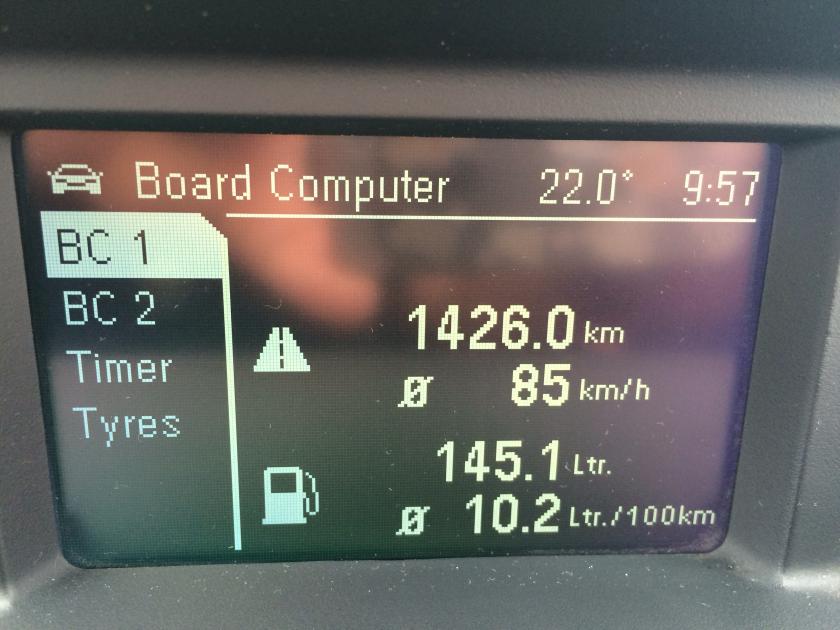 Board Computer 22.0° 9:57
BC 1
BC 2
Timer
Tyres
1426.0 km
Ø 85 km/h
145.1 Ltr.
Ø 10.2 Ltr./100km